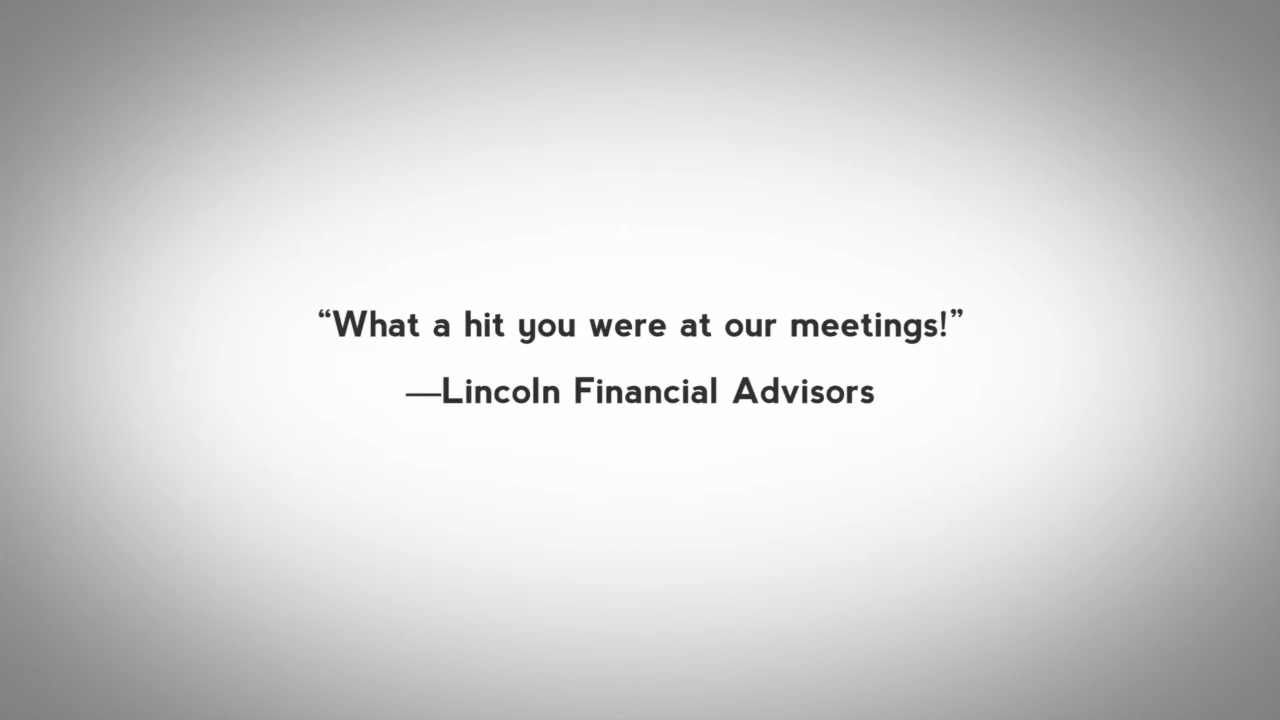 “What a hit you were at our meetings!”
—Lincoln Financial Advisors